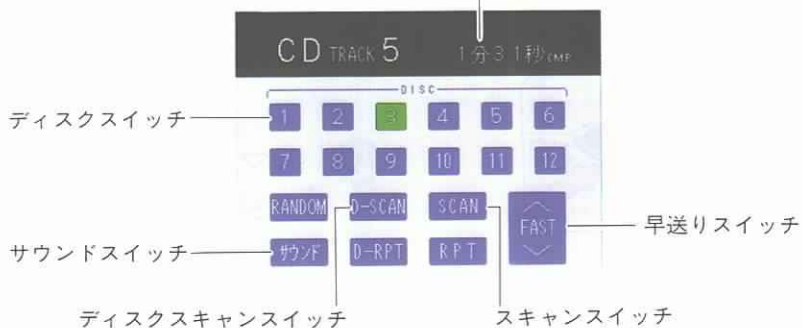 CD TRACK 5 1分31秒 CMP
DISC
ディスクスイッチ
1 2 3 4 5 6
7 8 9 10 11 12
RANDOM D-SCAN SCAN
FAST
早送りスイッチ
サウンドスイッチ
サウンド D-RPT RPT
ディスクスキャンスイッチ スキャンスイッチ